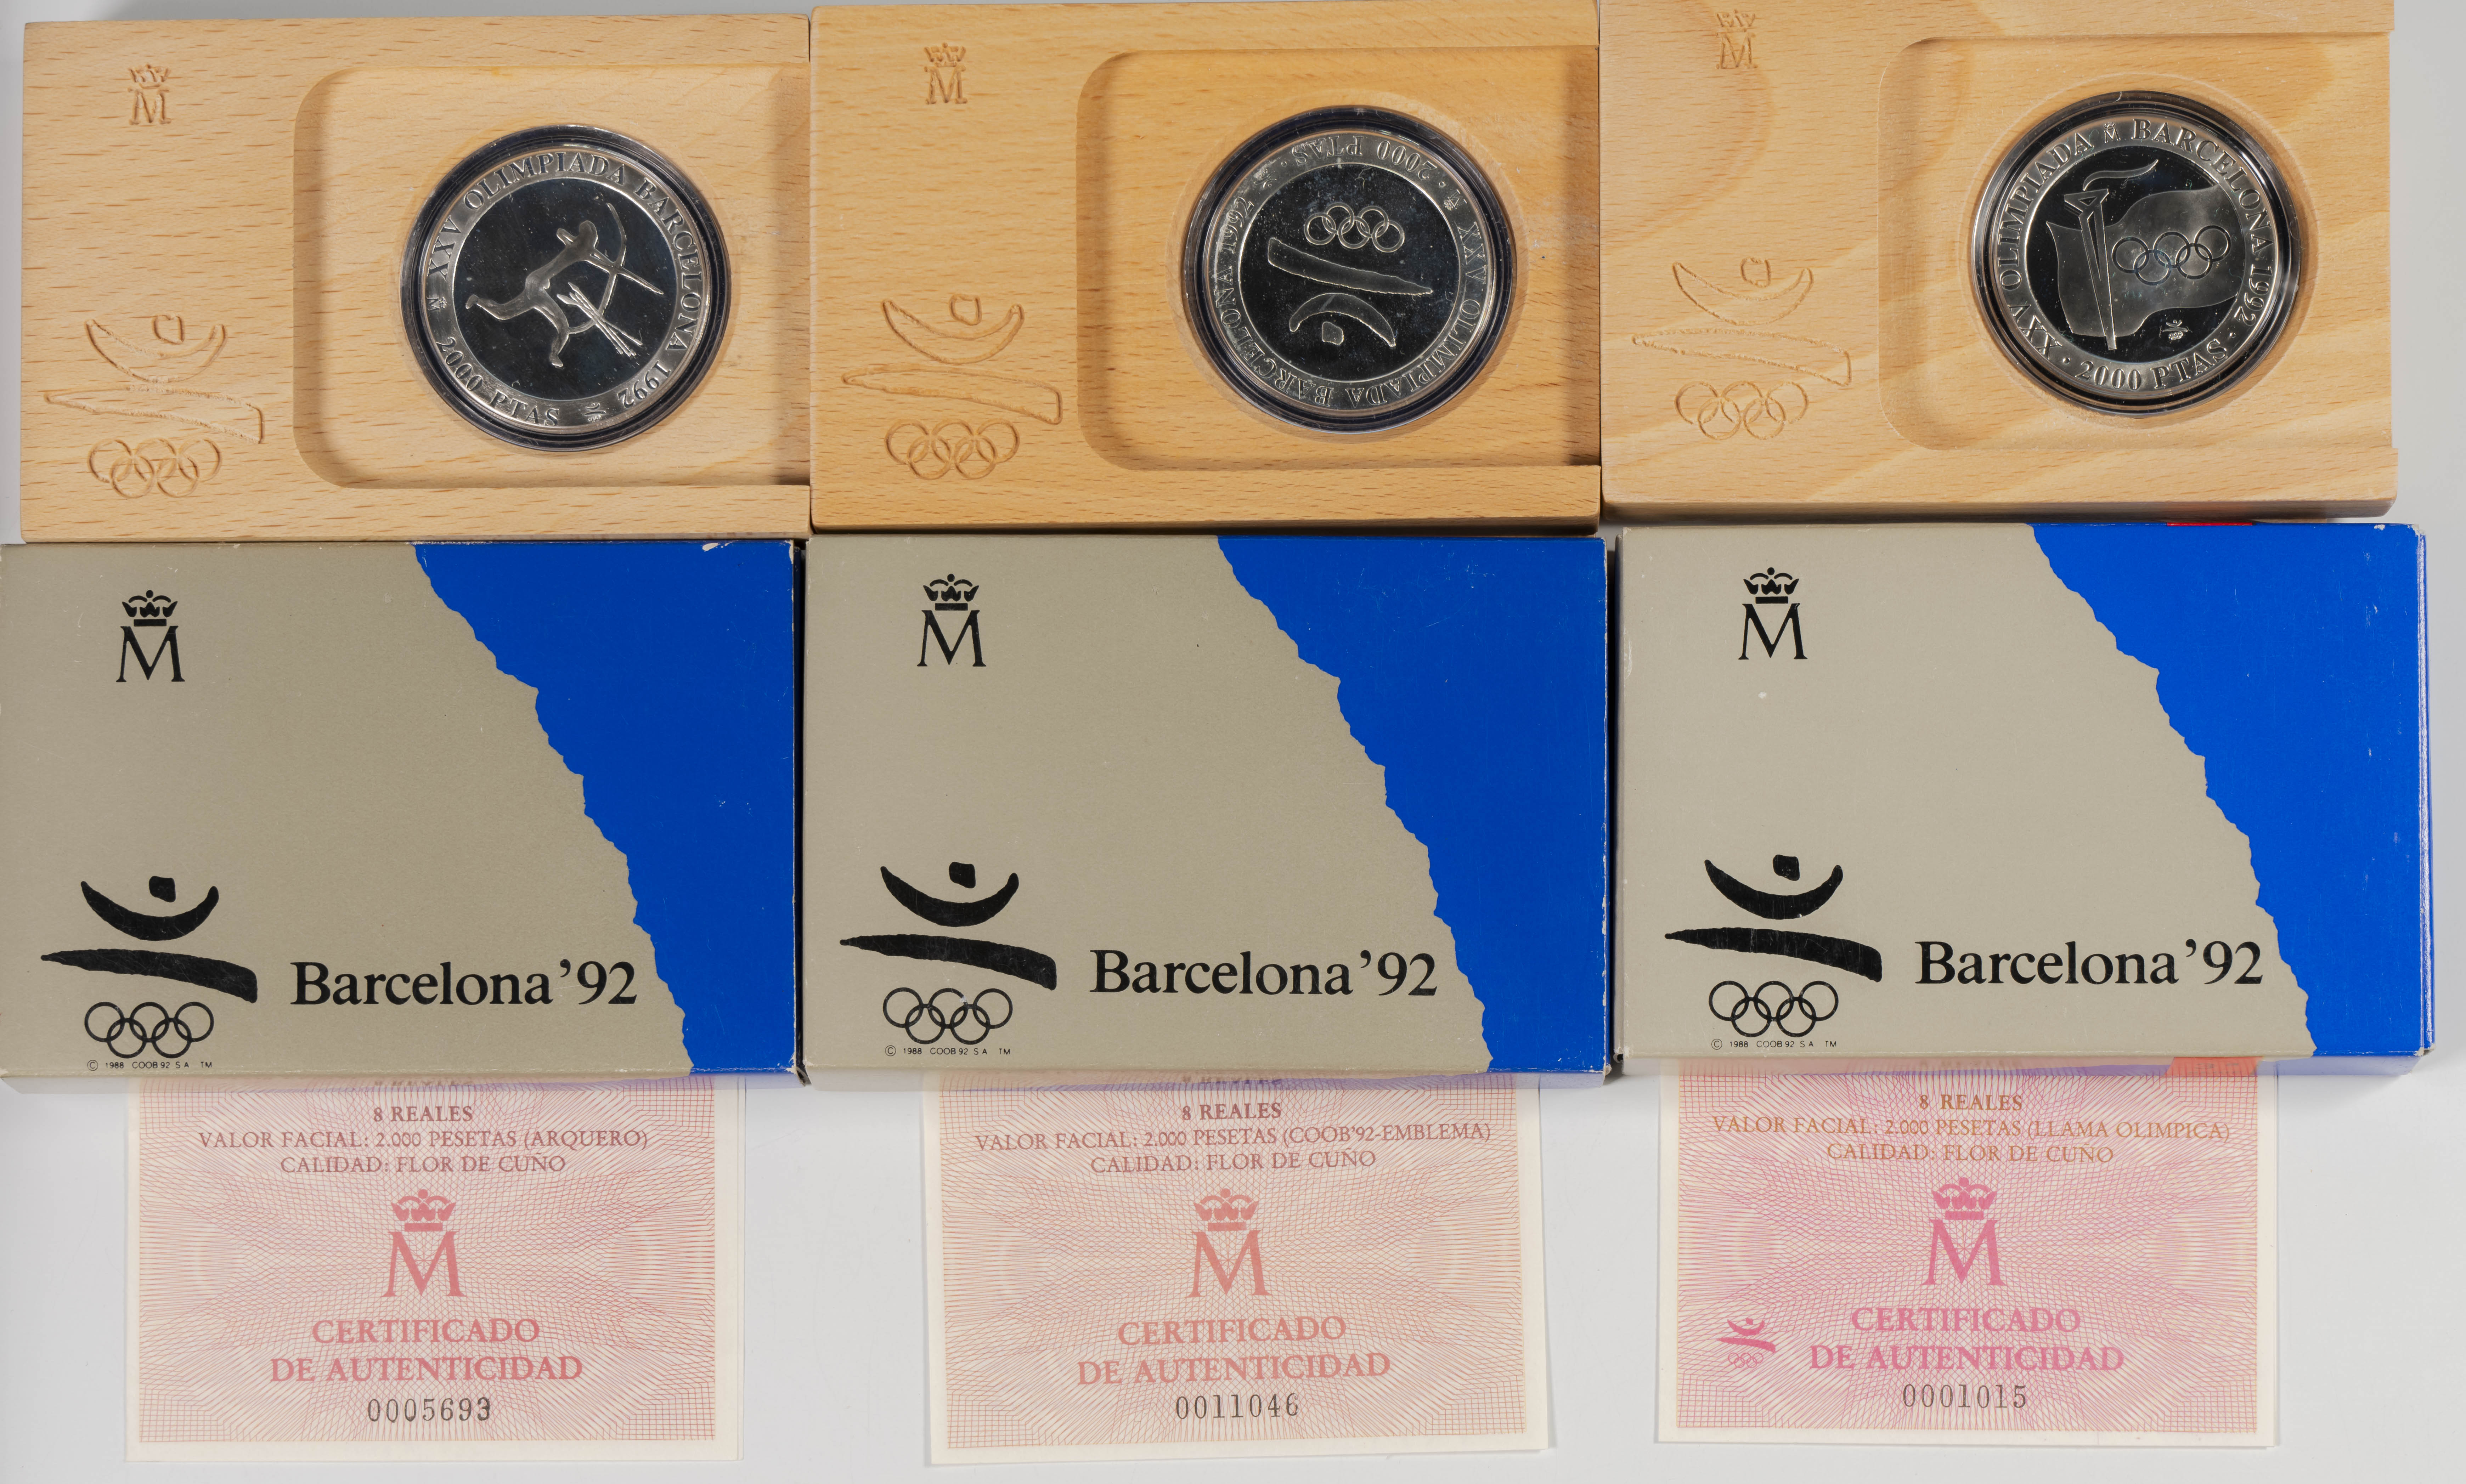 M
XXV OLIMPIADA BARCELONA 1992
2000 PTAS
M
XXV OLIMPIADA BARCELONA 1992
2000 PTAS
M
XXV OLIMPIADA M BARCELONA 1992
2000 PTAS
M
Barcelona '92
© 1988 COOB 92 S A TM
M
Barcelona '92
© 1988 COOB 92 S A TM
M
Barcelona '92
© 1988 COOB 92 S A TM
8 REALES
VALOR FACIAL: 2.000 PESETAS (ARQUERO)
CALIDAD: FLOR DE CUÑO
M
CERTIFICADO
DE AUTENTICIDAD
0005693
8 REALES
VALOR FACIAL: 2.000 PESETAS (COOB'92-EMBLEMA)
CALIDAD: FLOR DE CUÑO
M
CERTIFICADO
DE AUTENTICIDAD
0011046
8 REALES
VALOR FACIAL: 2.000 PESETAS (LLAMA OLIMPICA)
CALIDAD: FLOR DE CUÑO
M
CERTIFICADO
DE AUTENTICIDAD
0001015